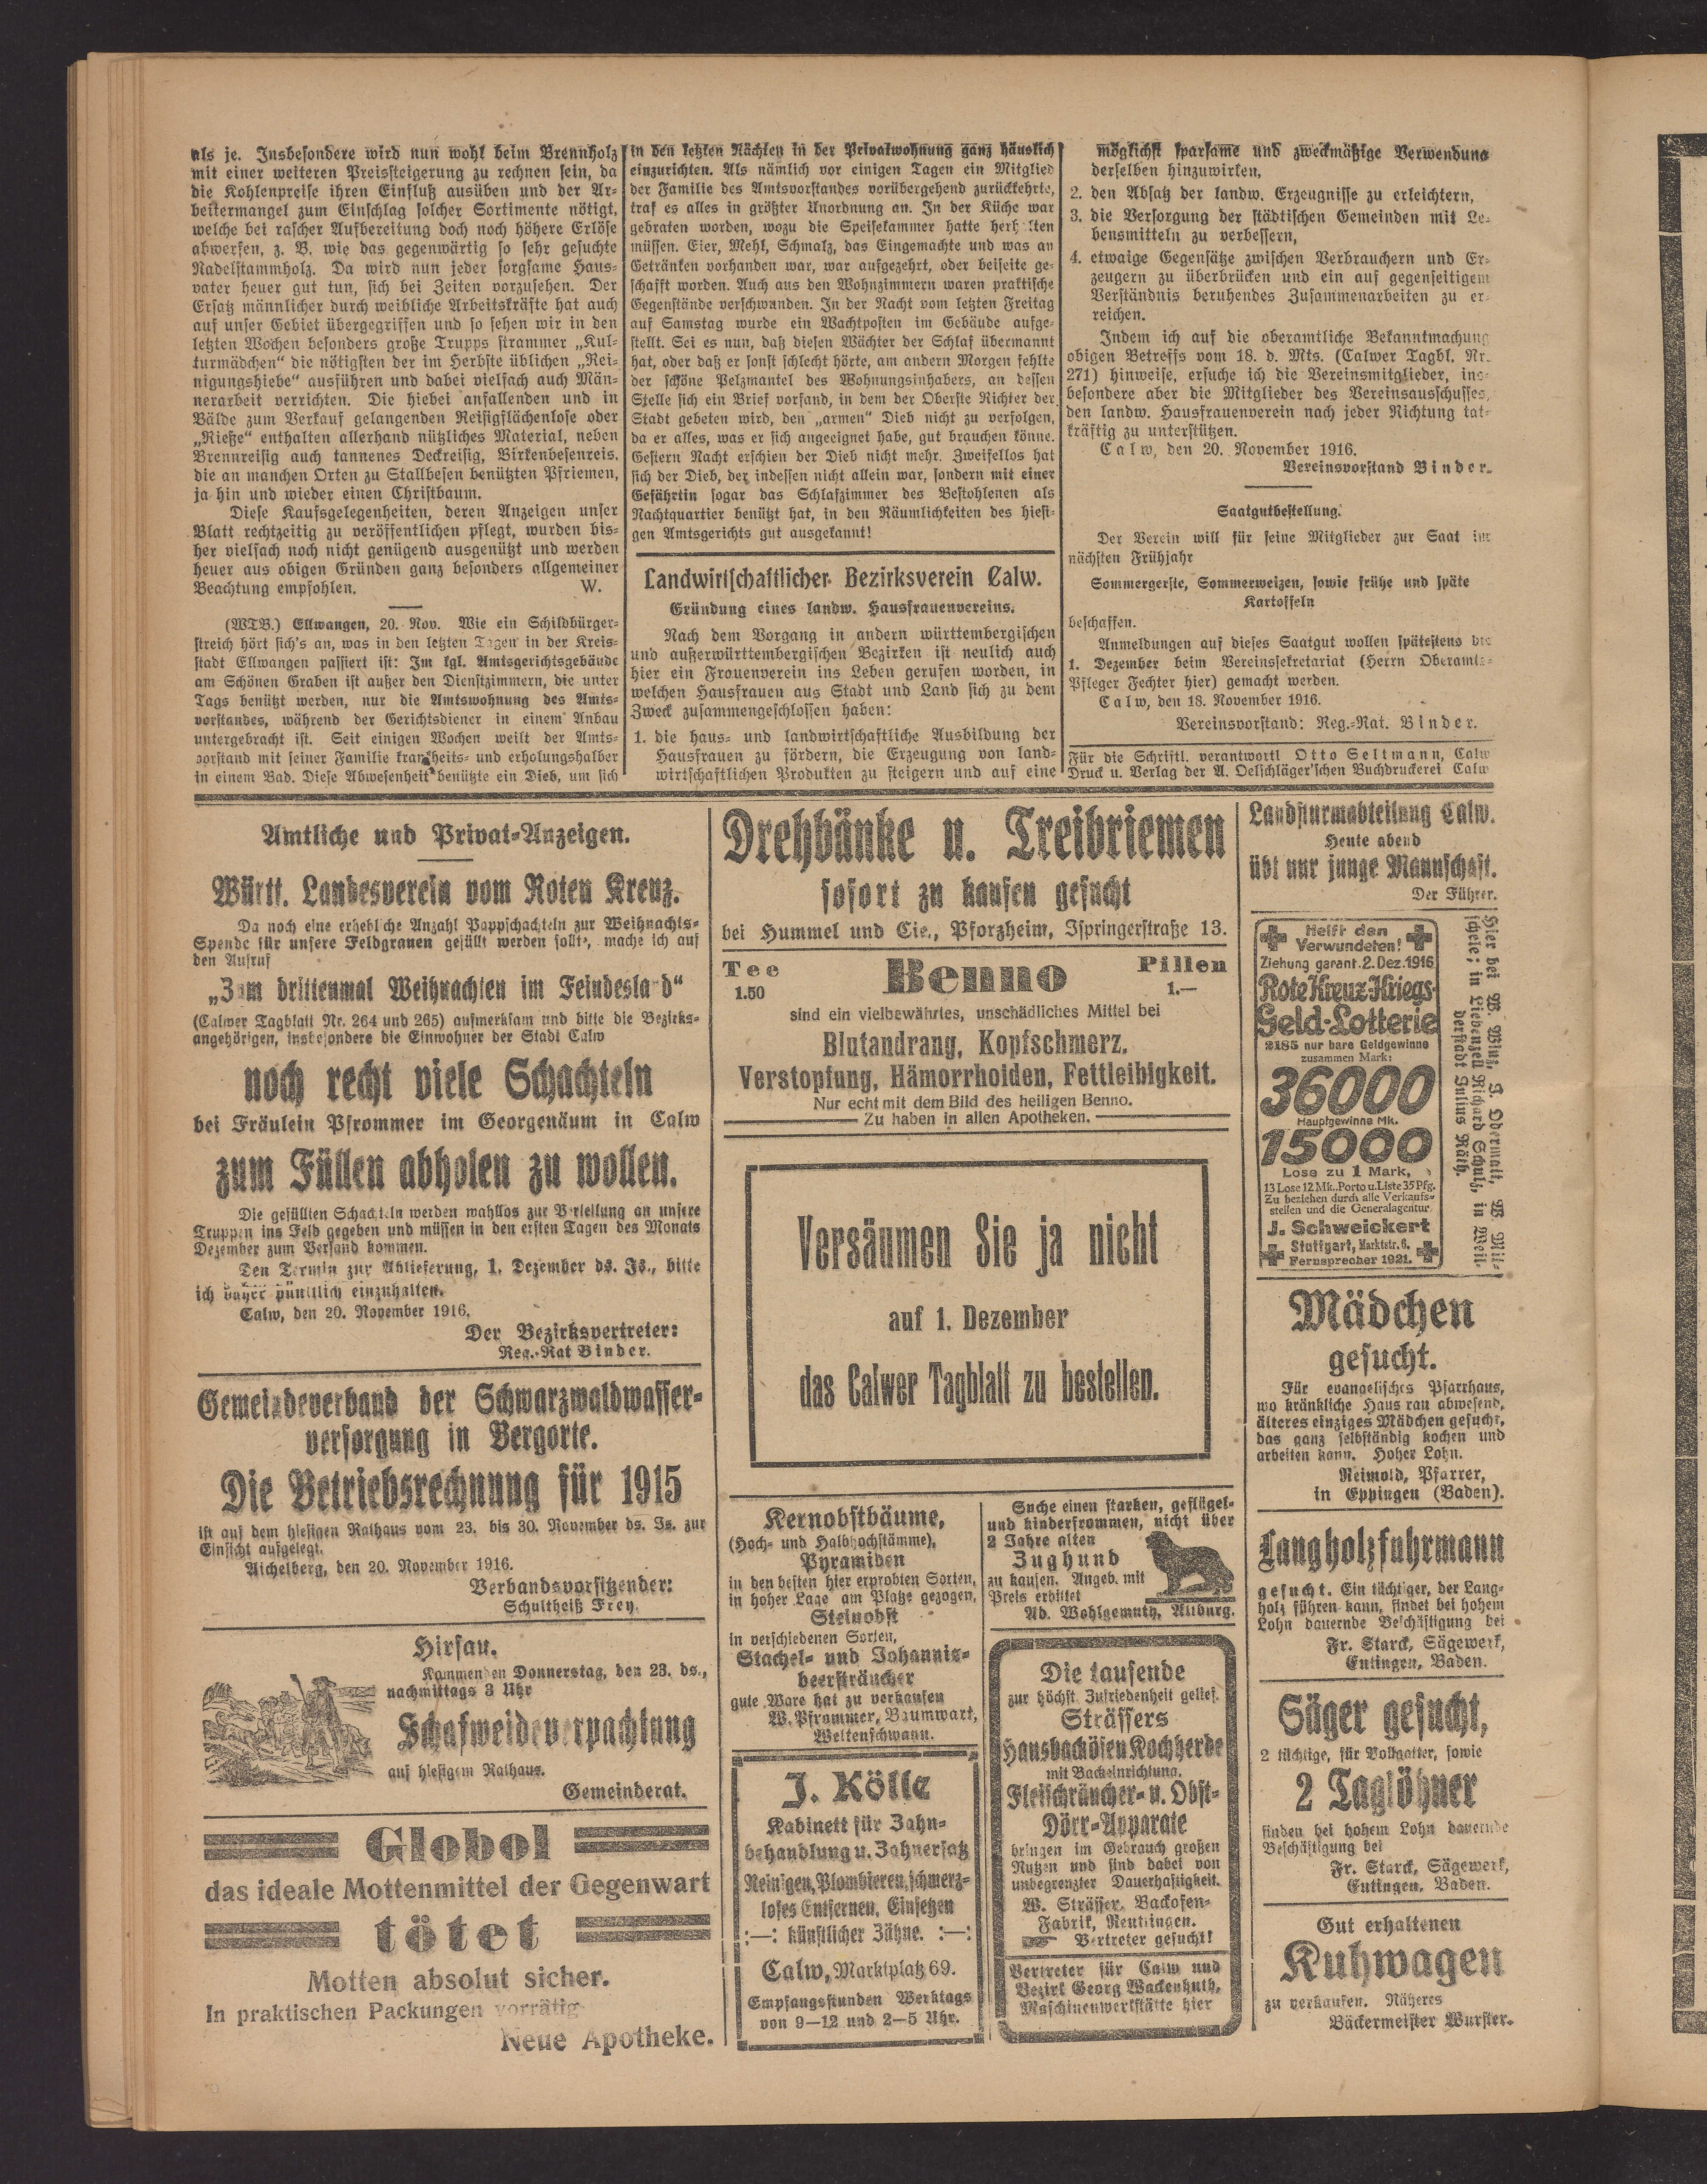 als je. Insbesondere wird nun wohl beim Brennholz
mit einer weiteren Preissteigerung zu rechnen sein, da
die Kohlenpreise ihren Einfluß ausüben und der Ar-
beitermangel zum Einschlag solcher Sortimente nötigt,
welche bei rascher Aufbereitung doch noch höhere Erlöse
abwerfen, z. B. wie das gegenwärtig so sehr gesuchte
Nadelstammholz. Da wird nun jeder sorgsame Haus-
vater heuer gut tun, sich bei Zeiten vorzusehen. Der
Ersatz männlicher durch weibliche Arbeitskräfte hat auch
auf unser Gebiet übergegriffen und so sehen wir in den
letzten Wochen besonders große Trupps strammer „Kul-
turmädchen“ die nötigsten der im Herbste üblichen „Rei-
nigungshiebe“ ausführen und dabei vielfach auch Män-
nerarbeit verrichten. Die hiebei anfallenden und in
Bälde zum Verkauf gelangenden Reisigflächenlose oder
„Rieße“ enthalten allerhand nützliches Material, neben
Brennreisig auch tannenes Deckreisig, Birkenbesenreis,
die an manchen Orten zu Stallbesen benützten Pfriemen,
ja hin und wieder einen Christbaum.
Diese Kaufsgelegenheiten, deren Anzeigen unser
Blatt rechtzeitig zu veröffentlichen pflegt, wurden bis-
her vielfach noch nicht genügend ausgenützt und werden
heuer aus obigen Gründen ganz besonders allgemeiner
Beachtung empfohlen. W.
(WTB.) Ellwangen, 20. Nov. Wie ein Schildbürger-
streich hört sich's an, was in den letzten Tagen in der Kreis-
stadt Ellwangen passiert ist: Im kgl. Amtsgerichtsgebäude
am Schönen Graben ist außer den Dienstzimmern, die unter
Tags benützt werden, nur die Amtswohnung des Amts-
vorstandes, während der Gerichtsdiener in einem Anbau
untergebracht ist. Seit einigen Wochen weilt der Amts-
vorstand mit seiner Familie krankheits- und erholungshalber
in einem Bad. Diese Abwesenheit benützte ein Dieb, um sich
in den letzten Nächten in der Privatwohnung ganz häuslich
einzurichten. Als nämlich vor einigen Tagen ein Mitglied
der Familie des Amtsvorstandes vorübergehend zurückkehrte,
traf es alles in größter Unordnung an. In der Küche war
gebraten worden, wozu die Speisekammer hatte herhalten
müssen. Eier, Mehl, Schmalz, das Eingemachte und was an
Getränken vorhanden war, war aufgezehrt, oder beiseite ge-
schafft worden. Auch aus den Wohnzimmern waren praktische
Gegenstände verschwunden. In der Nacht vom letzten Freitag
auf Samstag wurde ein Wachtposten im Gebäude aufge-
stellt. Sei es nun, daß diesen Wächter der Schlaf übermannt
hat, oder daß er sonst schlecht hörte, am andern Morgen fehlte
der schöne Pelzmantel des Wohnungsinhabers, an dessen
Stelle sich ein Brief vorfand, in dem der Oberste Richter der
Stadt gebeten wird, den „armen“ Dieb nicht zu verfolgen,
da er alles, was er sich angeeignet habe, gut brauchen könne.
Gestern Nacht erschien der Dieb nicht mehr. Zweifellos hat
sich der Dieb, der indessen nicht allein war, sondern mit einer
Gefährtin sogar das Schlafzimmer des Bestohlenen als
Nachtquartier benützt hat, in den Räumlichkeiten des hiesi-
gen Amtsgerichts gut ausgekannt!
Landwirtschaftlicher Bezirksverein Calw.
Gründung eines landw. Hausfrauenvereins.
Nach dem Vorgang in andern württembergischen
und außerwürttembergischen Bezirken ist neulich auch
hier ein Frauenverein ins Leben gerufen worden, in
welchen Hausfrauen aus Stadt und Land sich zu dem
Zweck zusammengeschlossen haben:
1. die haus- und landwirtschaftliche Ausbildung der
Hausfrauen zu fördern, die Erzeugung von land-
wirtschaftlichen Produkten zu steigern und auf eine
möglichst sparsame und zweckmäßige Verwendung
derselben hinzuwirken,
2. den Absatz der landw. Erzeugnisse zu erleichtern,
3. die Versorgung der städtischen Gemeinden mit Le-
bensmitteln zu verbessern,
4. etwaige Gegensätze zwischen Verbrauchern und Er-
zeugern zu überbrücken und ein auf gegenseitigem
Verständnis beruhendes Zusammenarbeiten zu er-
reichen.
Indem ich auf die oberamtliche Bekanntmachung
obigen Betreffs vom 18. d. Mts. (Calwer Tagbl. Nr.
271) hinweise, ersuche ich die Vereinsmitglieder, ins-
besondere aber die Mitglieder des Vereinsausschusses,
den landw. Hausfrauenverein nach jeder Richtung tat-
kräftig zu unterstützen.
Calw, den 20. November 1916.
Vereinsvorstand Binder.
Saatgutbestellung.
Der Verein will für seine Mitglieder zur Saat im
nächsten Frühjahr
Sommergerste, Sommerweizen, sowie frühe und späte
Kartoffeln
beschaffen.
Anmeldungen auf dieses Saatgut wollen spätestens bis
1. Dezember beim Vereinssekretariat (Herrn Oberamts-
Pfleger Fechter hier) gemacht werden.
Calw, den 18. November 1916.
Vereinsvorstand: Reg.-Rat. Binder.
Für die Schriftl. verantwortl Otto Seltmann, Calw
Druck u. Verlag der A. Oelschläger'schen Buchdruckerei Calw
Amtliche und Privat-Anzeigen.
Württ. Landesverein vom Roten Kreuz.
Da noch eine erhebliche Anzahl Pappschachteln zur Weihnachts-
Spende für unsere Feldgrauen gefüllt werden sollte, mache ich auf
den Aufruf
„Zum drittenmal Weihnachten im Feindesland“
(Calwer Tagblatt Nr. 264 und 265) aufmerksam und bitte die Bezirks-
angehörigen, insbesondere die Einwohner der Stadt Calw
noch recht viele Schachteln
bei Fräulein Pfrommer im Georgenäum in Calw
zum Füllen abholen zu wollen.
Die gefüllten Schachteln werden wahllos zur Verteilung an unsere
Truppen ins Feld gegeben und müssen in den ersten Tagen des Monats
Dezember zum Versand kommen.
Den Termin zur Ablieferung, 1. Dezember ds. Js., bitte
ich daher pünktlich einzuhalten.
Calw, den 20. November 1916.
Der Bezirksvertreter:
Reg.-Rat Binder.
Gemeindeverband der Schwarzwaldwasser-
versorgung in Bergorte.
Die Betriebsrechnung für 1915
ist auf dem hiesigen Rathaus vom 23. bis 30. November ds. Js. zur
Einsicht aufgelegt.
Aichelberg, den 20. November 1916.
Verbandsvorsitzender:
Schultheiß Frey.
Hirsau.
Kommenden Donnerstag, den 23. ds.,
nachmittags 3 Uhr
Schafweideverpachtung
auf hiesigem Rathaus.
Gemeinderat.
Globol
das ideale Mottenmittel der Gegenwart
tötet
Motten absolut sicher.
In praktischen Packungen vorrätig
Neue Apotheke.
Drehbänke u. Treibriemen
sofort zu kaufen gesucht
bei Hummel und Cie., Pforzheim, Ispringerstraße 13.
Tee Benno Pillen
1.50 1.—
sind ein vielbewährtes, unschädliches Mittel bei
Blutandrang, Kopfschmerz.
Verstopfung, Hämorrhoiden, Fettleibigkeit.
Nur echt mit dem Bild des heiligen Benno.
Zu haben in allen Apotheken.
Versäumen Sie ja nicht
auf 1. Dezember
das Calwer Tagblatt zu bestellen.
Kernobstbäume,
(Hoch- und Halbhochstämme),
Pyramiden
in den besten hier erprobten Sorten,
in hoher Lage am Platze gezogen,
Steinobst
in verschiedenen Sorten,
Stachel- und Johannis-
beersträucher
gute Ware hat zu verkaufen
W. Pfrommer, Baumwart,
Weltenschwann.
J. Kölle
Kabinett für Zahn-
behandlung u. Zahnersatz
Reinigen, Plombieren, schmerz-
loses Entfernen, Einsetzen
:—: künstlicher Zähne. :—:
Calw, Marktplatz 69.
Empfangsstunden Werktags
von 9—12 und 2—5 Uhr.
Suche einen starken, geflügel-
und kinderfrommen, nicht über
2 Jahre alten
Zughund
zu kaufen. Angeb. mit
Preis erbittet
Ad. Wohlgemuth, Altburg.
Die tausende
zur höchst. Zufriedenheit gelief.
Strässers
Hausbacköfen Kochherde
mit Backeinrichtung.
Fleischräucher- u. Obst-
Dörr-Apparate
bringen im Gebrauch großen
Nutzen und sind dabei von
unbegrenzter Dauerhaftigkeit.
W. Strässer, Backofen-
Fabrik, Reutlingen.
Vertreter gesucht!
Vertreter für Calw und
Bezirk Georg Wackenhuth,
Maschinenwerkstätte hier
Landsturmabteilung Calw.
Heute abend
übt nur junge Mannschaft.
Der Führer.
Helft den
Verwundeten!
Ziehung garant. 2. Dez. 1916
Rote Kreuz-Kriegs-
Geld-Lotterie
2185 nur bare Geldgewinne
zusammen Mark:
36000
Hauptgewinne Mk.
15000
Lose zu 1 Mark,
13 Lose 12 Mk., Porto u. Liste 35 Pfg.
Zu beziehen durch alle Verkaufs-
stellen und die Generalagentur
J. Schweickert
Stuttgart, Marktstr. 6.
Fernsprecher 1921.
Hier bei W. Winz, J. Odermatt, W.
schele; in Liebenzell Richard Schulz, in Weil-
derstadt Julius Räth.
Mädchen
gesucht.
Für evangelisches Pfarrhaus,
wo kränkliche Hausfrau abwesend,
älteres einziges Mädchen gesucht,
das ganz selbständig kochen und
arbeiten kann. Hoher Lohn.
Reimold, Pfarrer,
in Eppingen (Baden).
Langholzfuhrmann
gesucht. Ein tüchtiger, der Lang-
holz führen kann, findet bei hohem
Lohn dauernde Beschäftigung bei
Fr. Starck, Sägewerk,
Eutingen, Baden.
Säger gesucht,
2 tüchtige, für Vollgatter, sowie
2 Taglöhner
finden bei hohem Lohn dauernde
Beschäftigung bei
Fr. Starck, Sägewerk,
Eutingen, Baden.
Gut erhaltenen
Kuhwagen
zu verkaufen. Näheres
Bäckermeister Wurster.